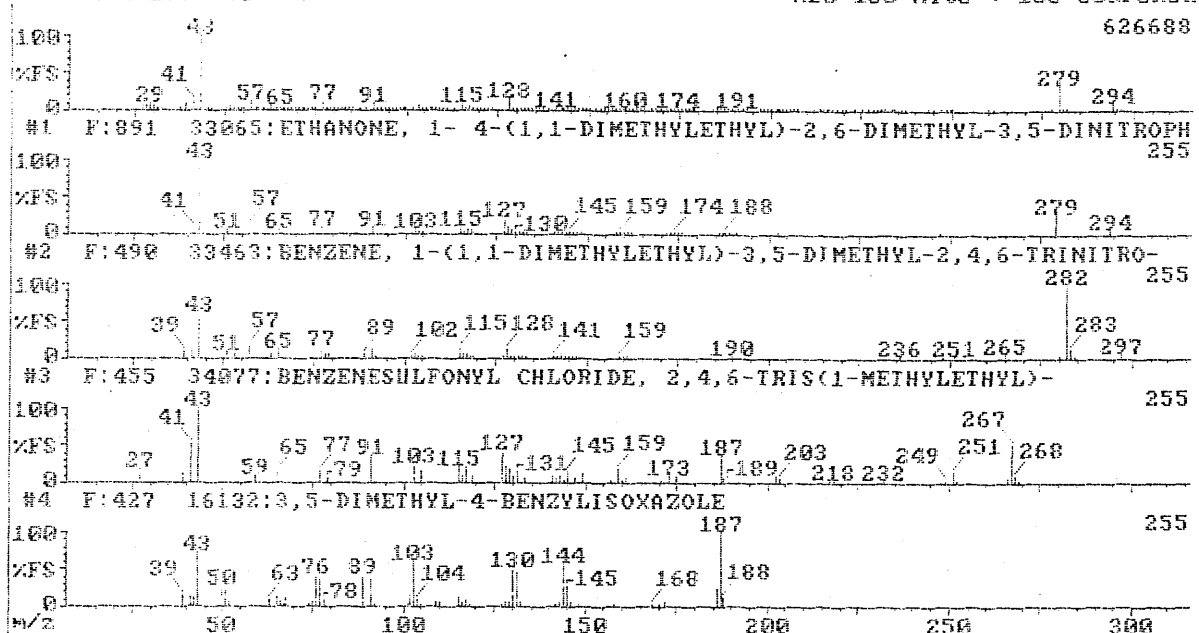 43
100 626688
%FS 41 29 57 65 77 91 115 128 141 160 174 191 279 294
0
#1 F:891 33065:ETHANONE, 1- 4-(1,1-DIMETHYLETHYL)-2,6-DIMETHYL-3,5-DINITROPH
100 43 255
%FS 41 51 57 65 77 91 103 115 127 -130 145 159 174 188 279 294
0
#2 F:490 33463:BENZENE, 1-(1,1-DIMETHYLETHYL)-3,5-DIMETHYL-2,4,6-TRINITRO-
100 282 255
%FS 39 43 51 57 65 77 89 102 115 128 141 159 190 236 251 265 283 297
0
#3 F:455 34077:BENZENESULFONYL CHLORIDE, 2,4,6-TRIS(1-METHYLETHYL)-
100 43 255
%FS 27 41 59 65 77 -79 91 103 115 127 -131 145 159 173 187 -189 203 218 232 249 251 267 268
0
#4 F:427 16132:3,5-DIMETHYL-4-BENZYLISOXAZOLE
100 187 255
%FS 39 43 50 63 76 -78 89 103 104 130 144 -145 168 188
0
M/Z 50 100 150 200 250 300